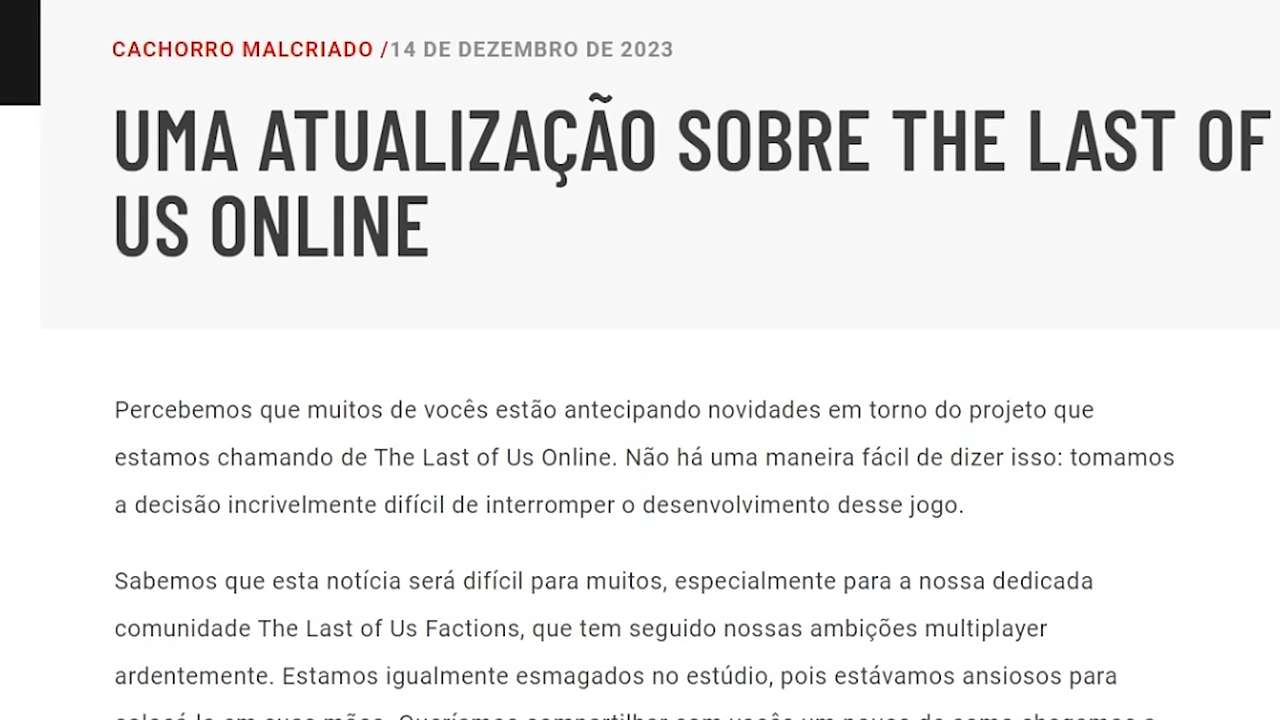 CACHORRO MALCRIADO /14 DE DEZEMBRO DE 2023
UMA ATUALIZAÇÃO SOBRE THE LAST OF
US ONLINE
Percebemos que muitos de vocês estão antecipando novidades em torno do projeto que
estamos chamando de The Last of Us Online. Não há uma maneira fácil de dizer isso: tomamos
a decisão incrivelmente difícil de interromper o desenvolvimento desse jogo.
Sabemos que esta notícia será difícil para muitos, especialmente para a nossa dedicada
comunidade The Last of Us Factions, que tem seguido nossas ambições multiplayer
ardentemente. Estamos igualmente esmagados no estúdio, pois estávamos ansiosos para